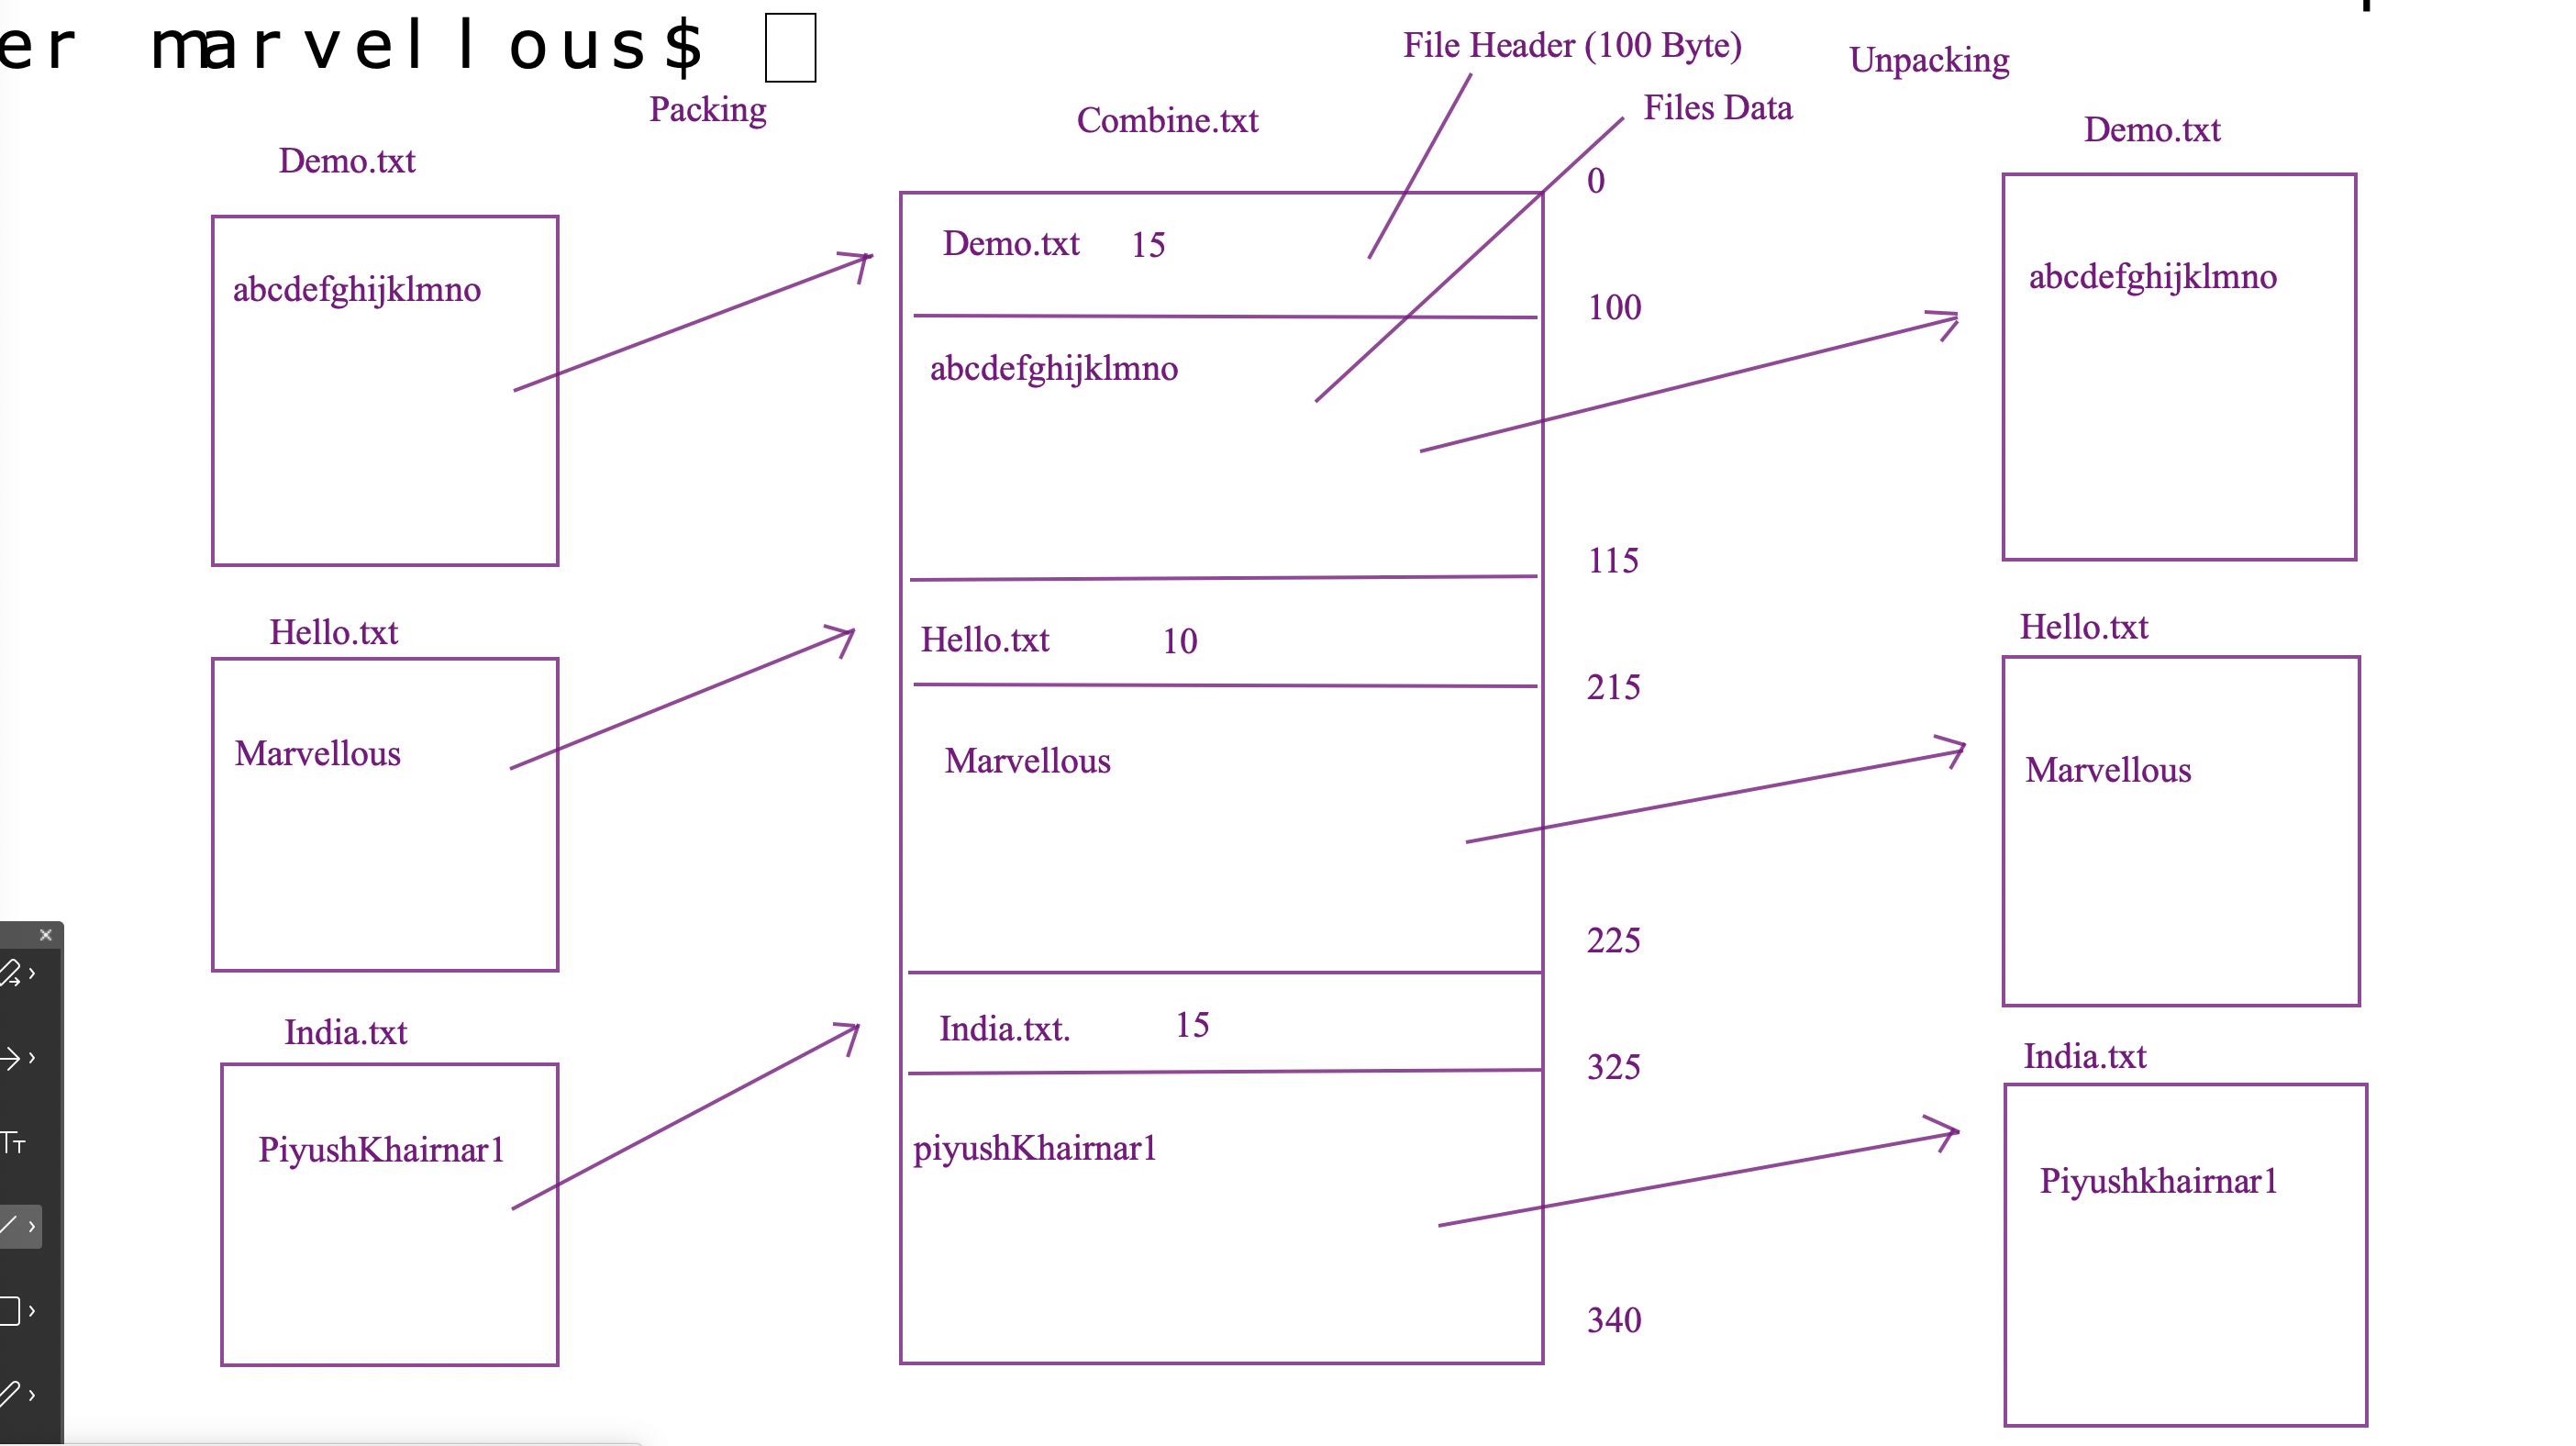 er marvellous$
File Header (100 Byte)
Unpacking
Packing
Combine.txt
Files Data
Demo.txt
Demo.txt
0
Demo.txt 15
abcdefghijklmno
abcdefghijklmno
100
abcdefghijklmno
115
Hello.txt
Hello.txt 10
Hello.txt
215
Marvellous
Marvellous
Marvellous
225
India.txt
India.txt. 15
India.txt
325
PiyushKhairnar1
piyushKhairnar1
Piyushkhairnar1
340